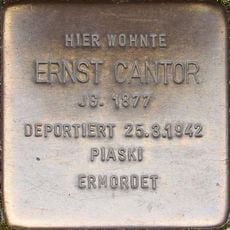 HIER WOHNTE
ERNST CANTOR
JG. 1877
DEPORTIERT 25.3.1942
PIASKI
ERMORDET